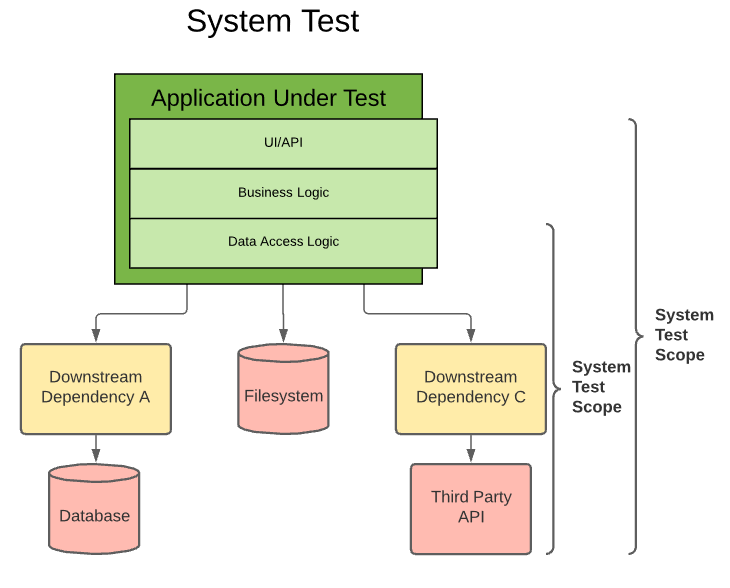 System Test
Application Under Test
UI/API
Business Logic
Data Access Logic
Downstream
Dependency A
Filesystem
Downstream
Dependency C
Database
Third Party
API
System
Test
Scope
System
Test
Scope